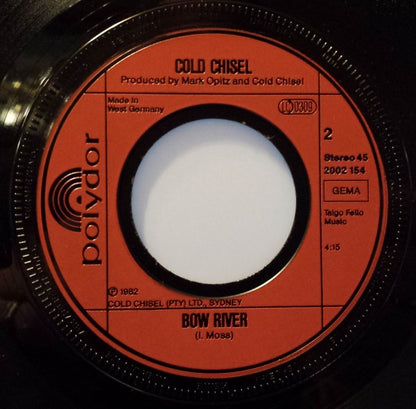 COLD CHISEL
Produced by Mark Opitz and Cold Chisel
Made in
West Germany
LC 0309
2
Stereo 45
2002 154
GEMA
Talgo Fello
Music
4:15
polydor
℗ 1982
COLD CHISEL (PTY) LTD., SYDNEY
BOW RIVER
(I. Moss)